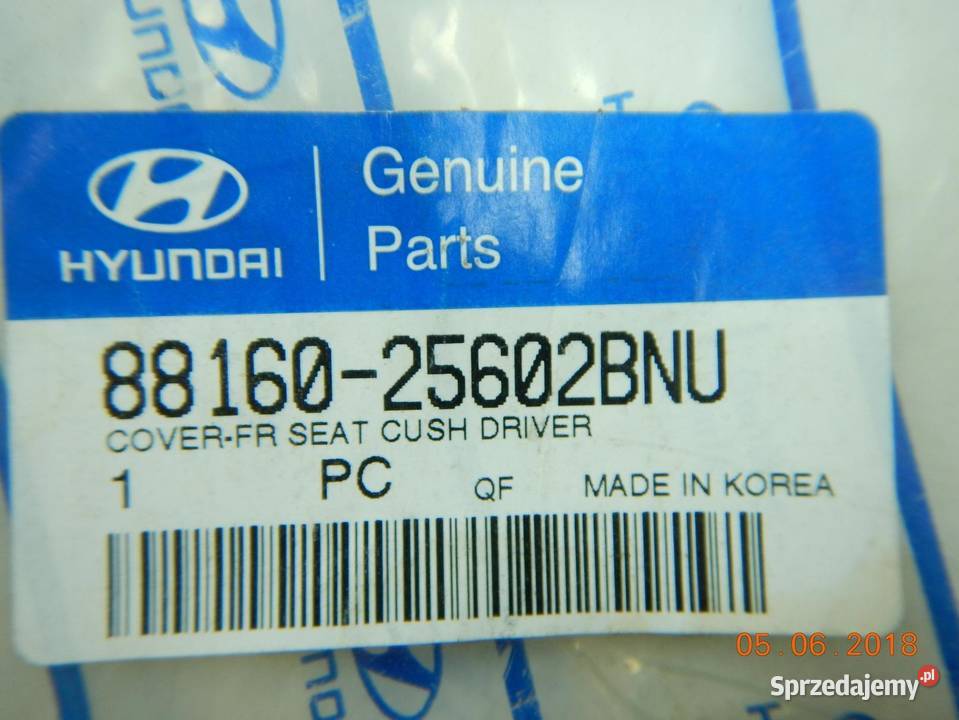 HYUNDAI
Genuine
Parts
88160-25602BNU
COVER-FR SEAT CUSH DRIVER
1 PC QF MADE IN KOREA
05.06.2018
Sprzedajemy.pl